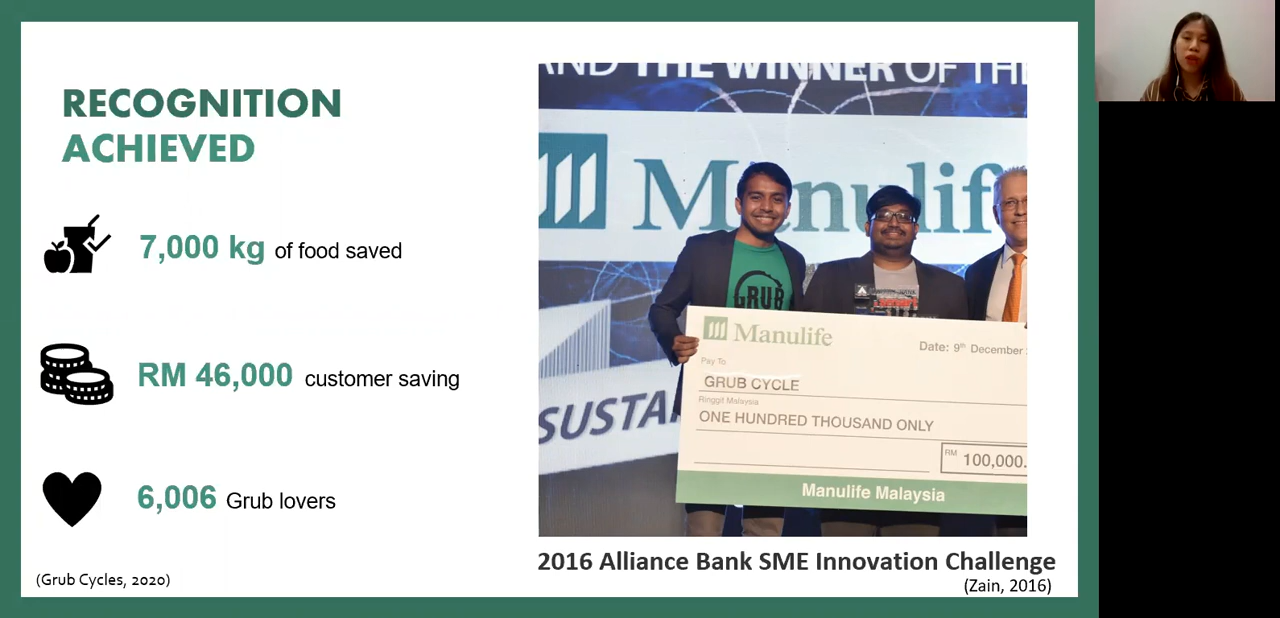 RECOGNITION
ACHIEVED
7,000 kg of food saved
RM 46,000 customer saving
6,006 Grub lovers
(Grub Cycles, 2020)
AND THE WINNER OF THE
Manulif
GRUB
SUSTA
Manulife
Date: 9th December
Pay To
GRUB CYCLE
Ringgit Malaysia
ONE HUNDRED THOUSAND ONLY
RM 100,000.
Manulife Malaysia
2016 Alliance Bank SME Innovation Challenge
(Zain, 2016)